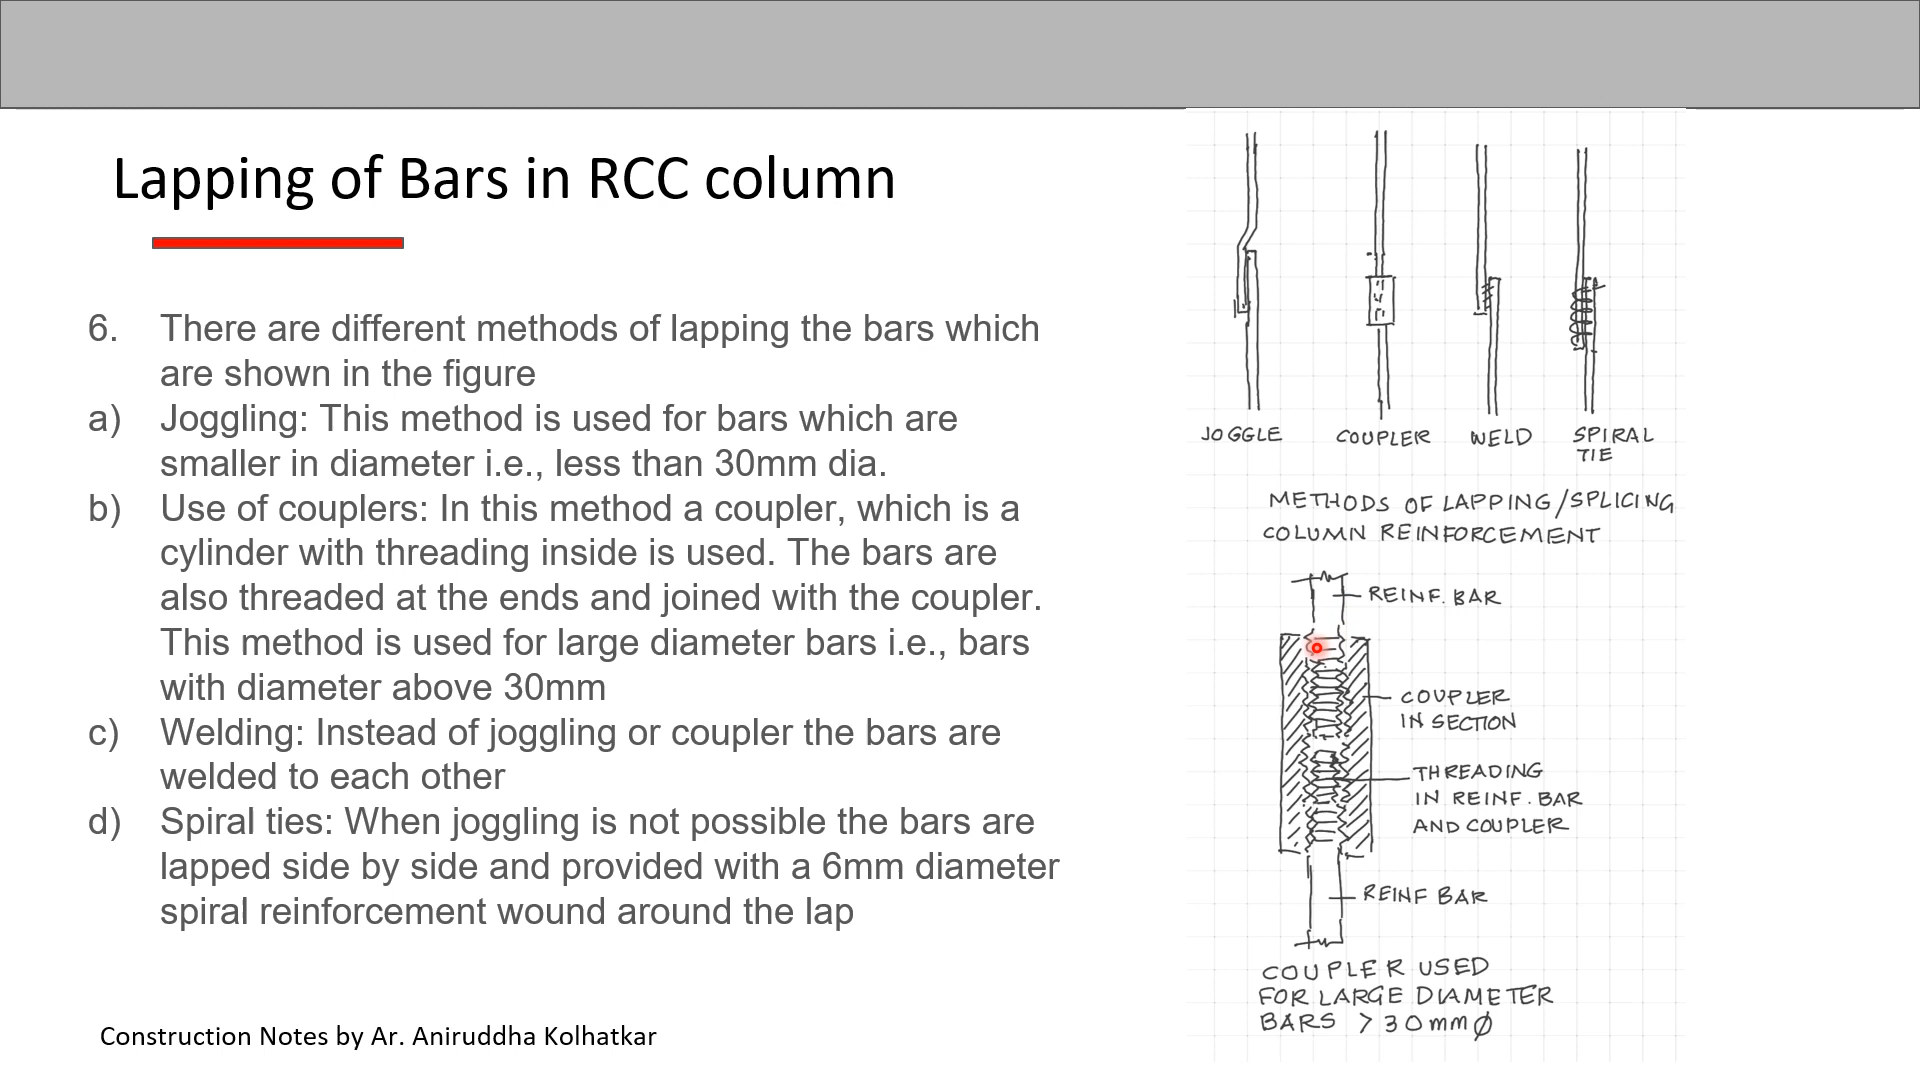 Lapping of Bars in RCC column
6. There are different methods of lapping the bars which
are shown in the figure
a) Joggling: This method is used for bars which are
smaller in diameter i.e., less than 30mm dia.
b) Use of couplers: In this method a coupler, which is a
cylinder with threading inside is used. The bars are
also threaded at the ends and joined with the coupler.
This method is used for large diameter bars i.e., bars
with diameter above 30mm
c) Welding: Instead of joggling or coupler the bars are
welded to each other
d) Spiral ties: When joggling is not possible the bars are
lapped side by side and provided with a 6mm diameter
spiral reinforcement wound around the lap
Construction Notes by Ar. Aniruddha Kolhatkar
JOGGLE COUPLER WELD SPIRAL
TIE
METHODS OF LAPPING/SPLICING
COLUMN REINFORCEMENT
REINF. BAR
COUPLER
IN SECTION
THREADING
IN REINF. BAR
AND COUPLER
REINF BAR
COUPLER USED
FOR LARGE DIAMETER
BARS > 30mm Ø